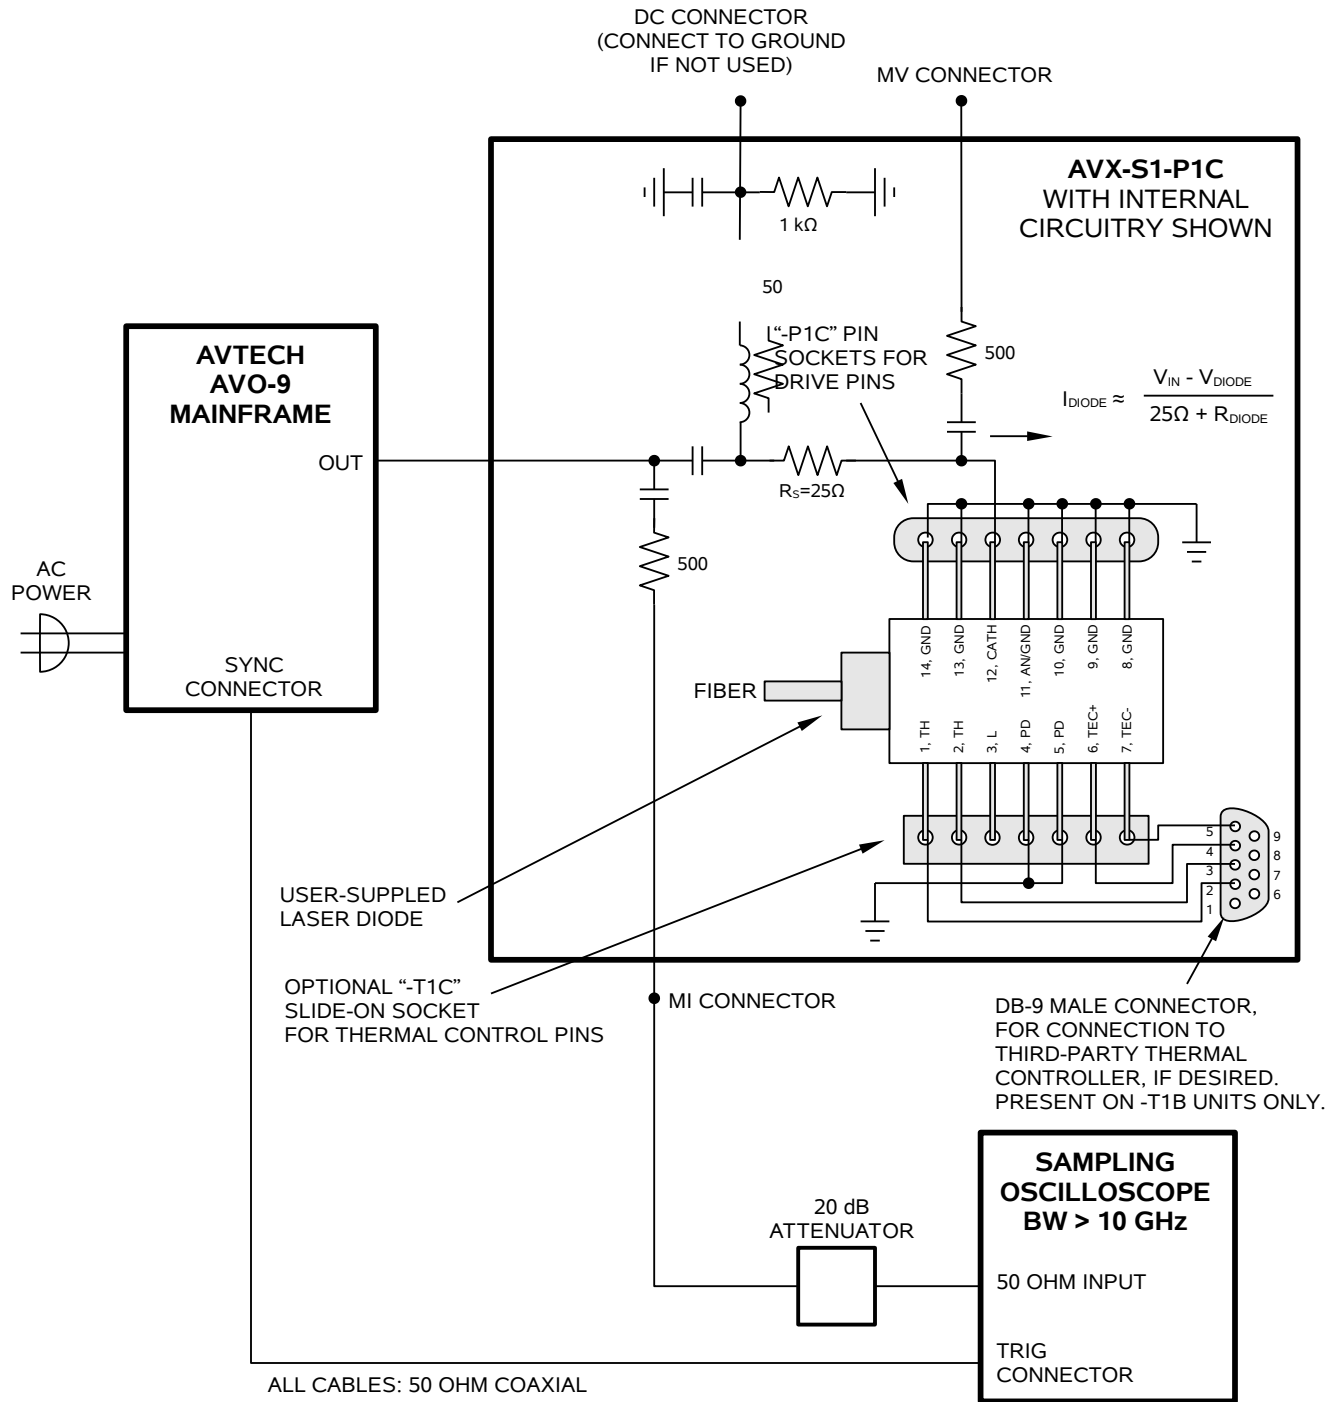 DC CONNECTOR
(CONNECT TO GROUND
IF NOT USED)
MV CONNECTOR
AVX-S1-P1C
WITH INTERNAL
CIRCUITRY SHOWN
1 kΩ
50
"-P1C" PIN
SOCKETS FOR
DRIVE PINS
500
I_DIODE ≈ V_IN - V_DIODE
25Ω + R_DIODE
AVTECH
AVO-9
MAINFRAME
OUT
R_S=25Ω
500
AC
POWER
SYNC
CONNECTOR
FIBER
14, GND
13, GND
12, CATH
11, AN/GND
10, GND
9, GND
8, GND
1, TH
2, TH
3, L
4, PD
5, PD
6, TEC+
7, TEC-
5
4
3
2
1
9
8
7
6
USER-SUPPLED
LASER DIODE
OPTIONAL “-T1C”
SLIDE-ON SOCKET
FOR THERMAL CONTROL PINS
MI CONNECTOR
DB-9 MALE CONNECTOR,
FOR CONNECTION TO
THIRD-PARTY THERMAL
CONTROLLER, IF DESIRED.
PRESENT ON -T1B UNITS ONLY.
20 dB
ATTENUATOR
SAMPLING
OSCILLOSCOPE
BW > 10 GHz
50 OHM INPUT
TRIG
CONNECTOR
ALL CABLES: 50 OHM COAXIAL